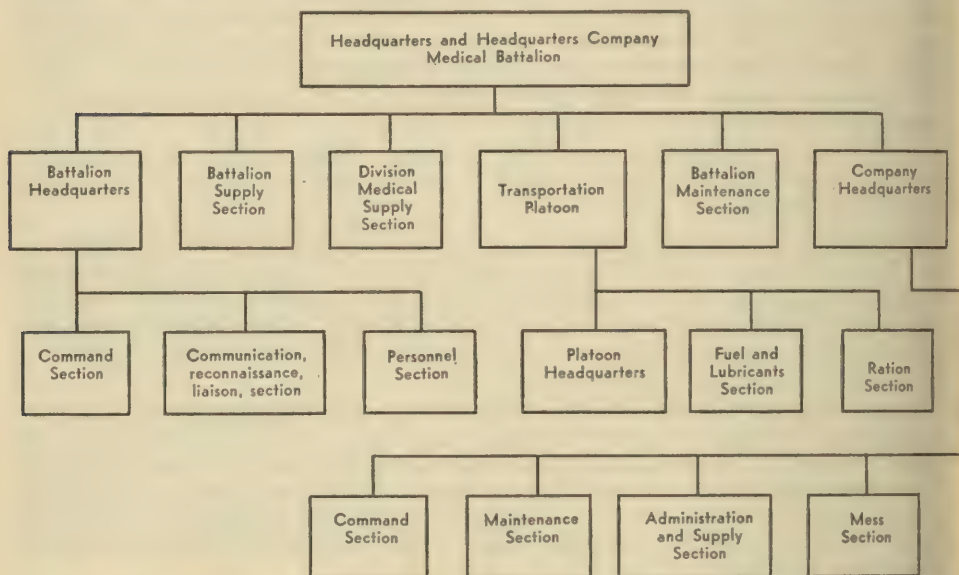 Headquarters and Headquarters Company
Medical Battalion
Battalion
Headquarters
Battalion
Supply
Section
Division
Medical
Supply
Section
Transportation
Platoon
Battalion
Maintenance
Section
Company
Headquarters
Command
Section
Communication,
reconnaissance,
liaison, section
Personnel
Section
Platoon
Headquarters
Fuel and
Lubricants
Section
Ration
Section
Command
Section
Maintenance
Section
Administration
and Supply
Section
Mess
Section